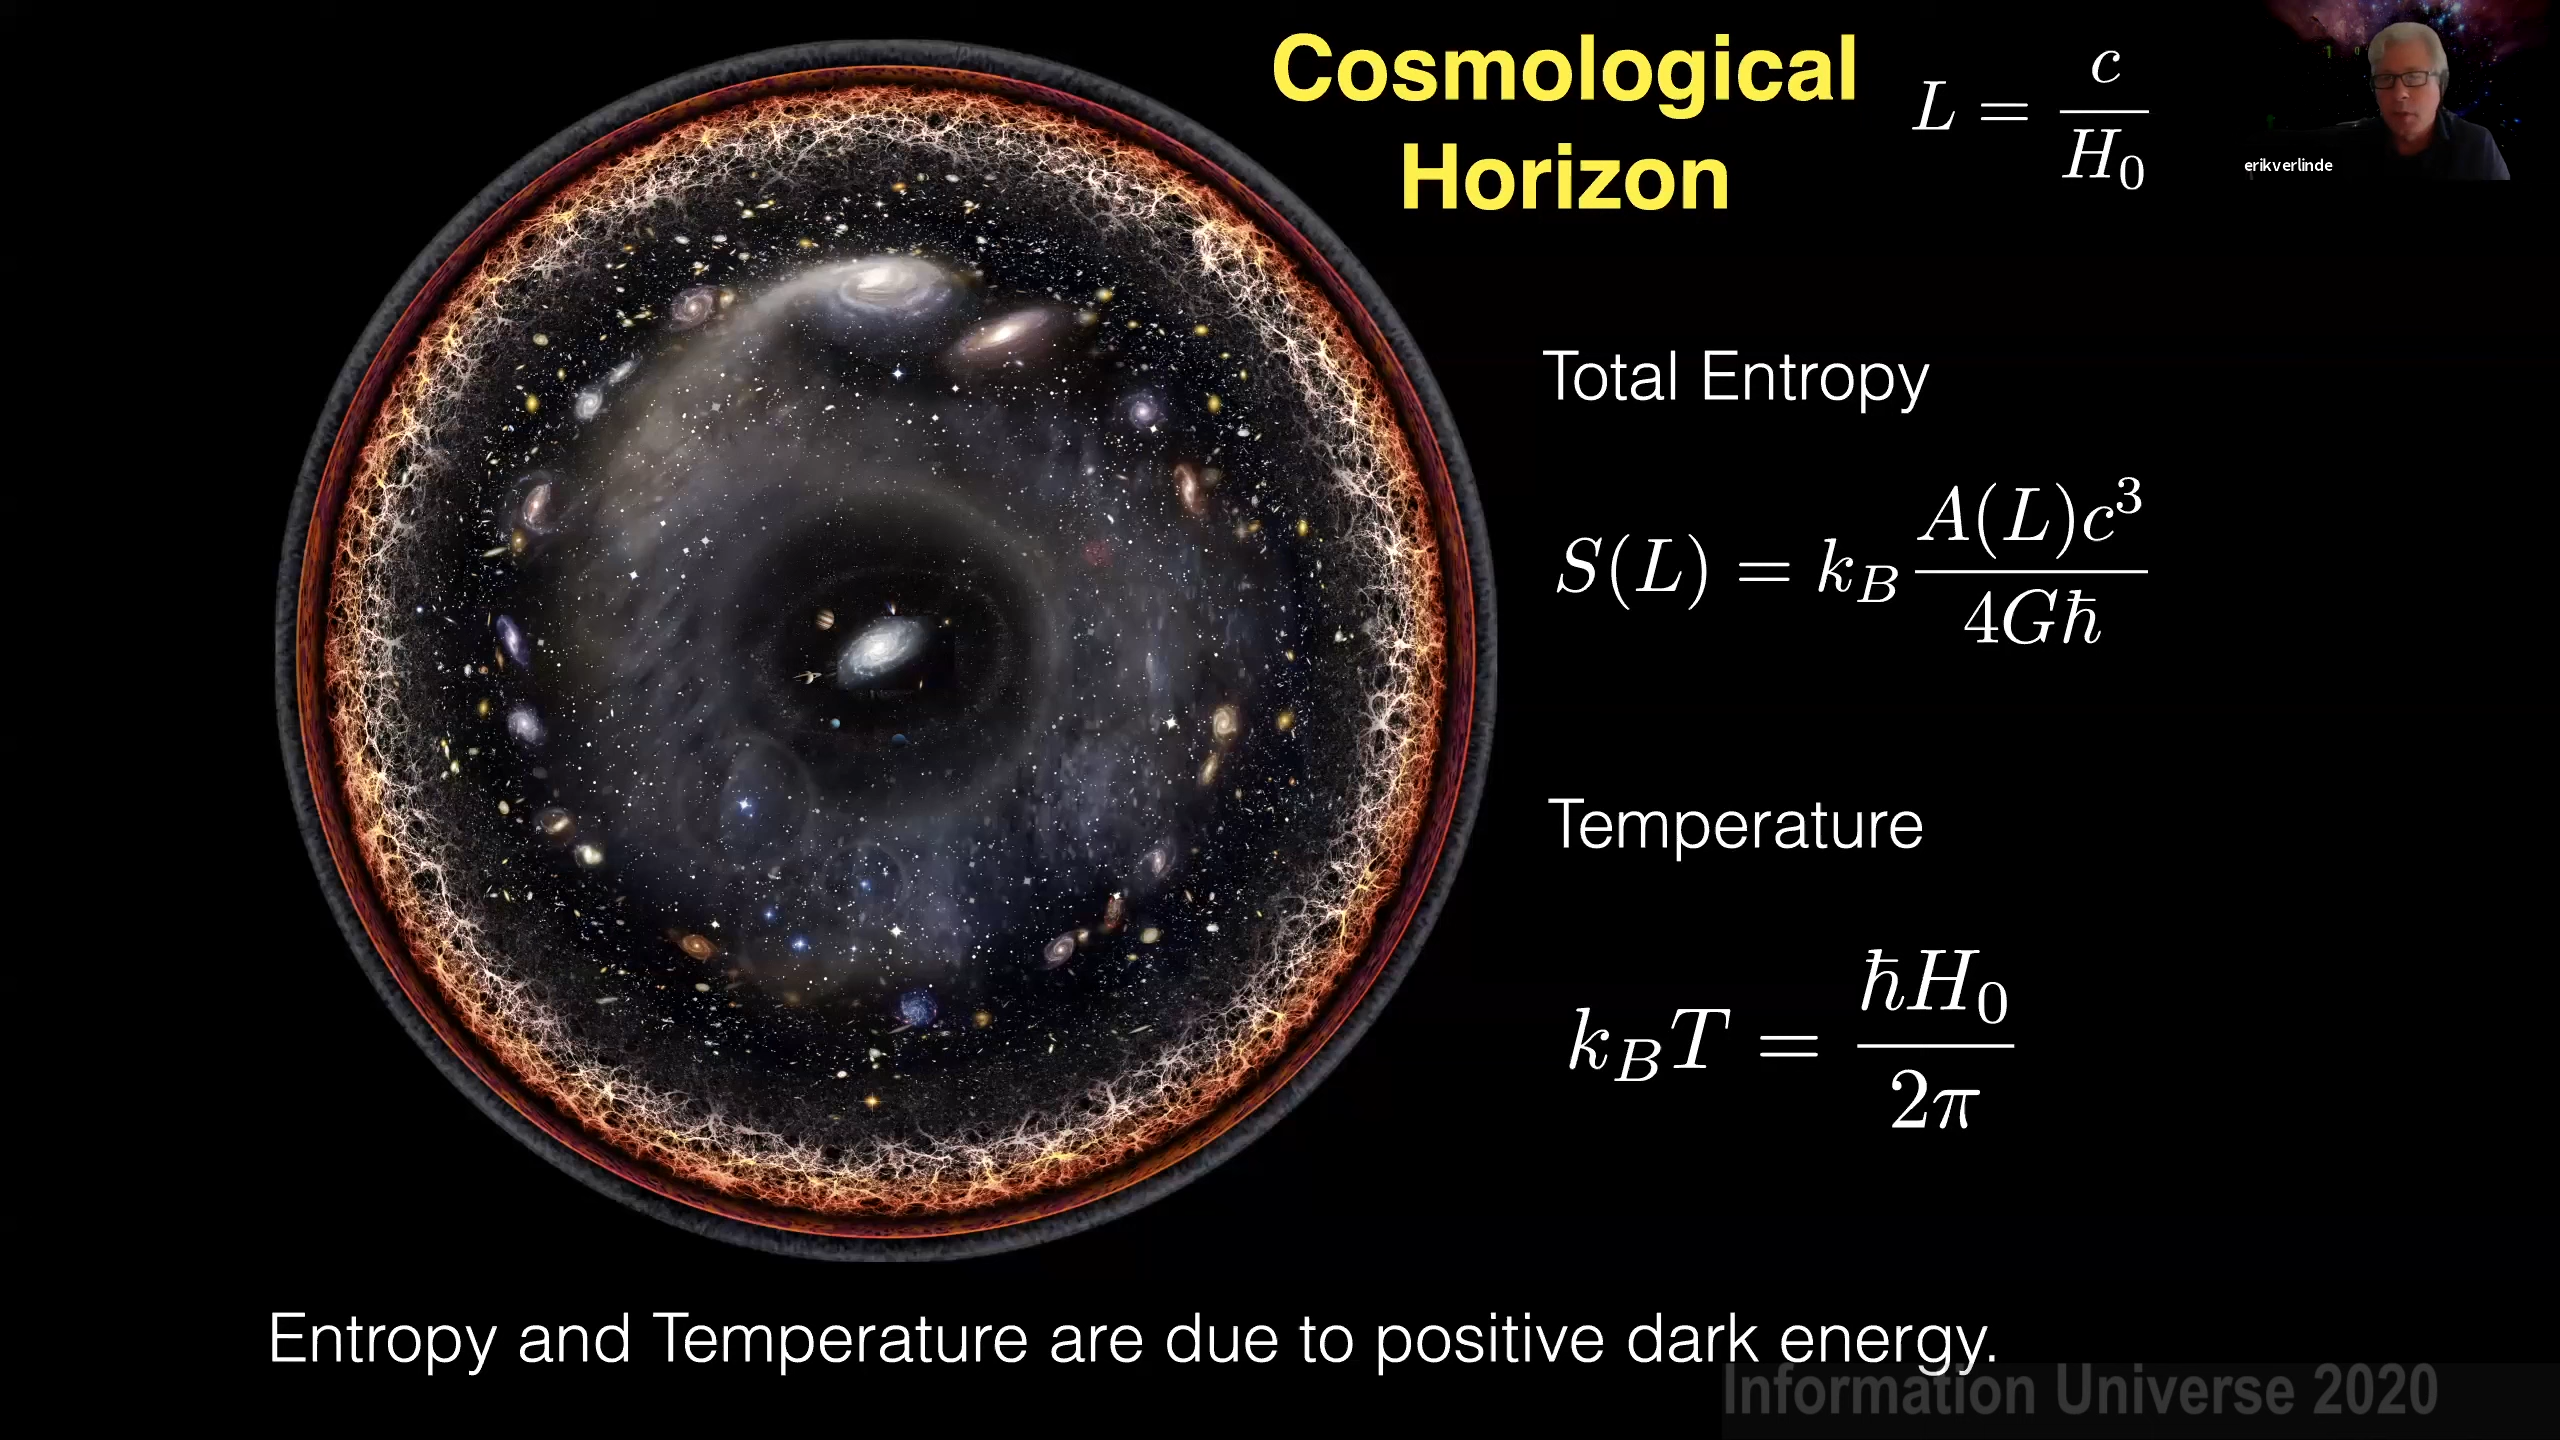 Cosmological
Horizon
L = c/H₀
erikverlinde
Total Entropy
S(L) = k_B A(L)c³/4Għ
Temperature
k_B T = ħH₀/2π
Entropy and Temperature are due to positive dark energy.
Information Universe 2020